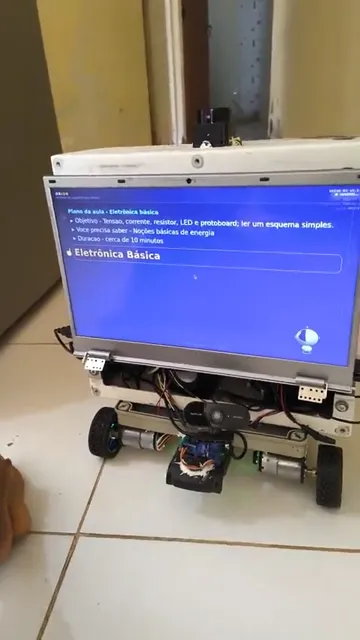 Plano da aula - Eletrônica básica
▸ Objetivo - Tensao, corrente, resistor, LED e protoboard; ler um esquema simples.
▸ Voce precisa saber - Noções básicas de energia
▸ Duracao - cerca de 10 minutos
Eletrônica Básica